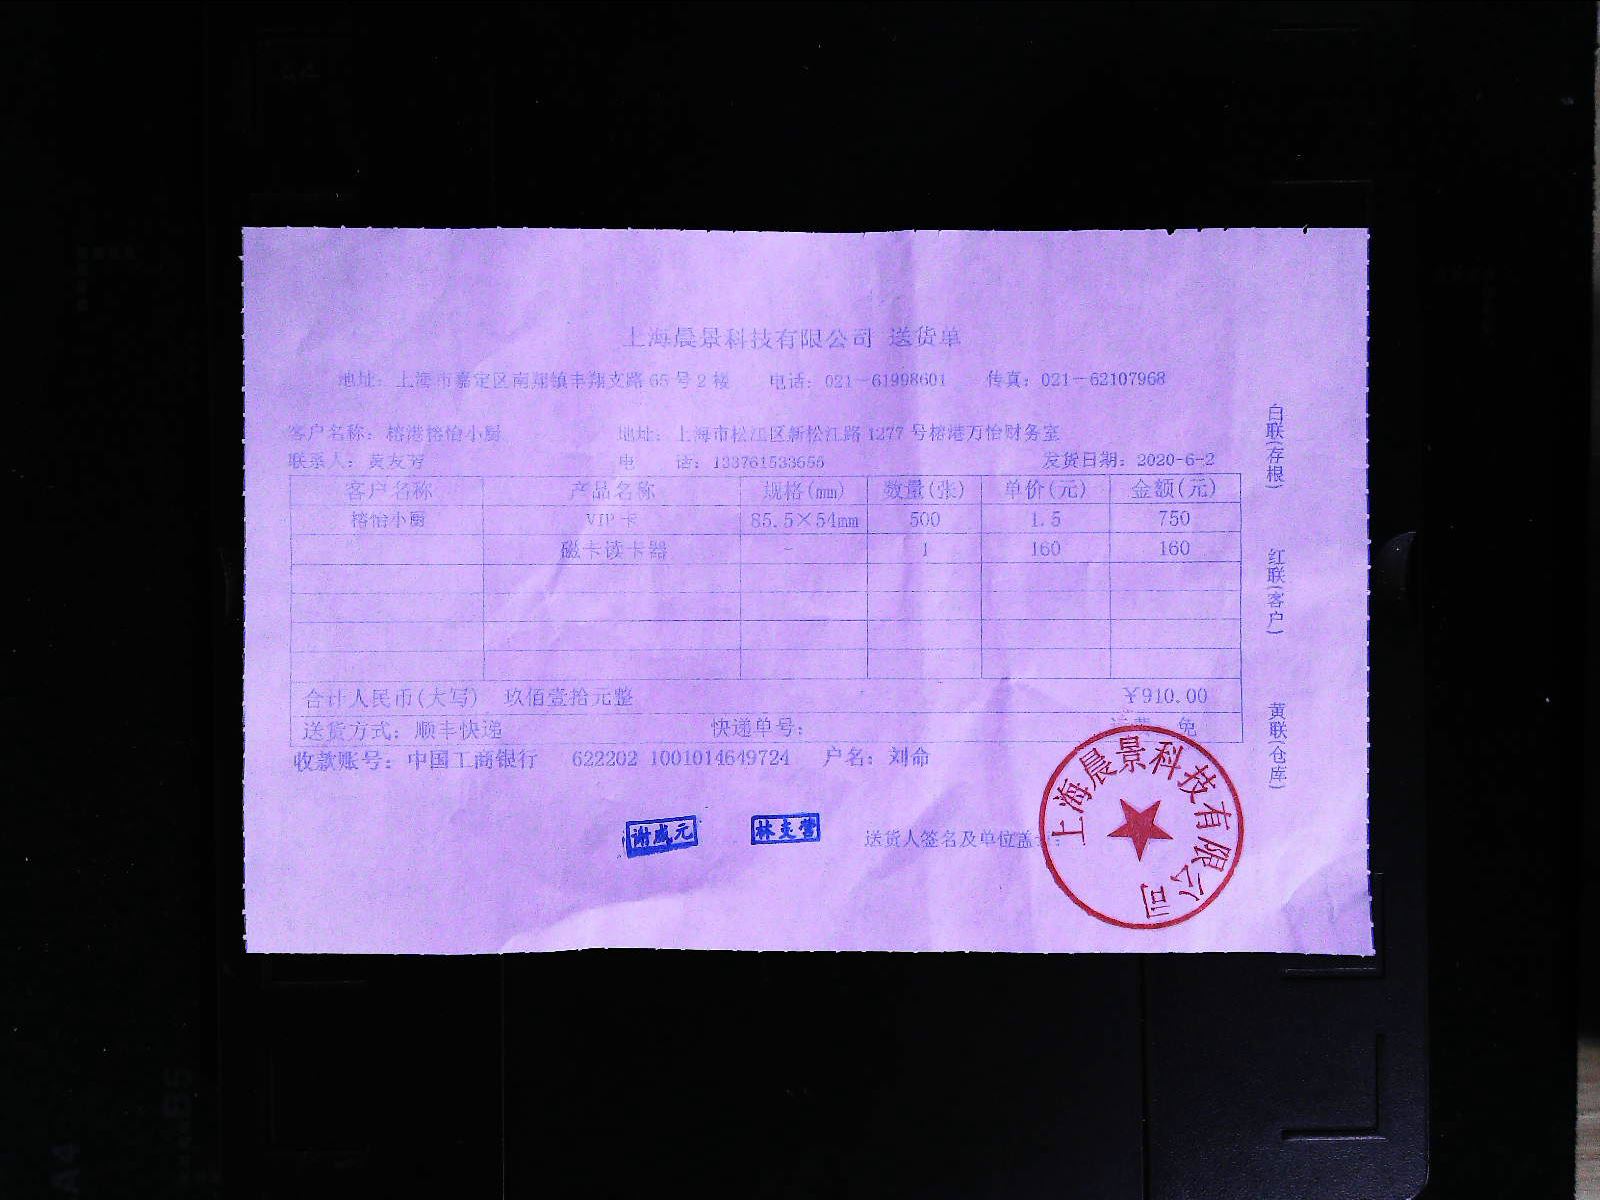 上海晨景科技有限公司 送货单
地址：上海市嘉定区南翔镇丰翔支路65号2楼 电话：021－61998601 传真：021－62107968
客户名称：榕港榕怡小厨 地址：上海市松江区新松江路1277号榕港万怡财务室
联系人：黄友芳 电 话：133761533655 发货日期：2020-6-2
客户名称 产品名称 规格(mm) 数量(张) 单价(元) 金额(元)
榕怡小厨 VIP卡 85.5×54mm 500 1.5 750
磁卡读卡器 - 1 160 160
合计人民币(大写) 玖佰壹拾元整 ￥910.00
送货方式：顺丰快递 快递单号： 运费 免
收款账号：中国工商银行 622202 1001014649724 户名：刘命
谢成元 林炎营 送货人签名及单位盖
上海晨景科技有限公司
白联(存根)
红联(客户)
黄联(仓库)
A4
B5